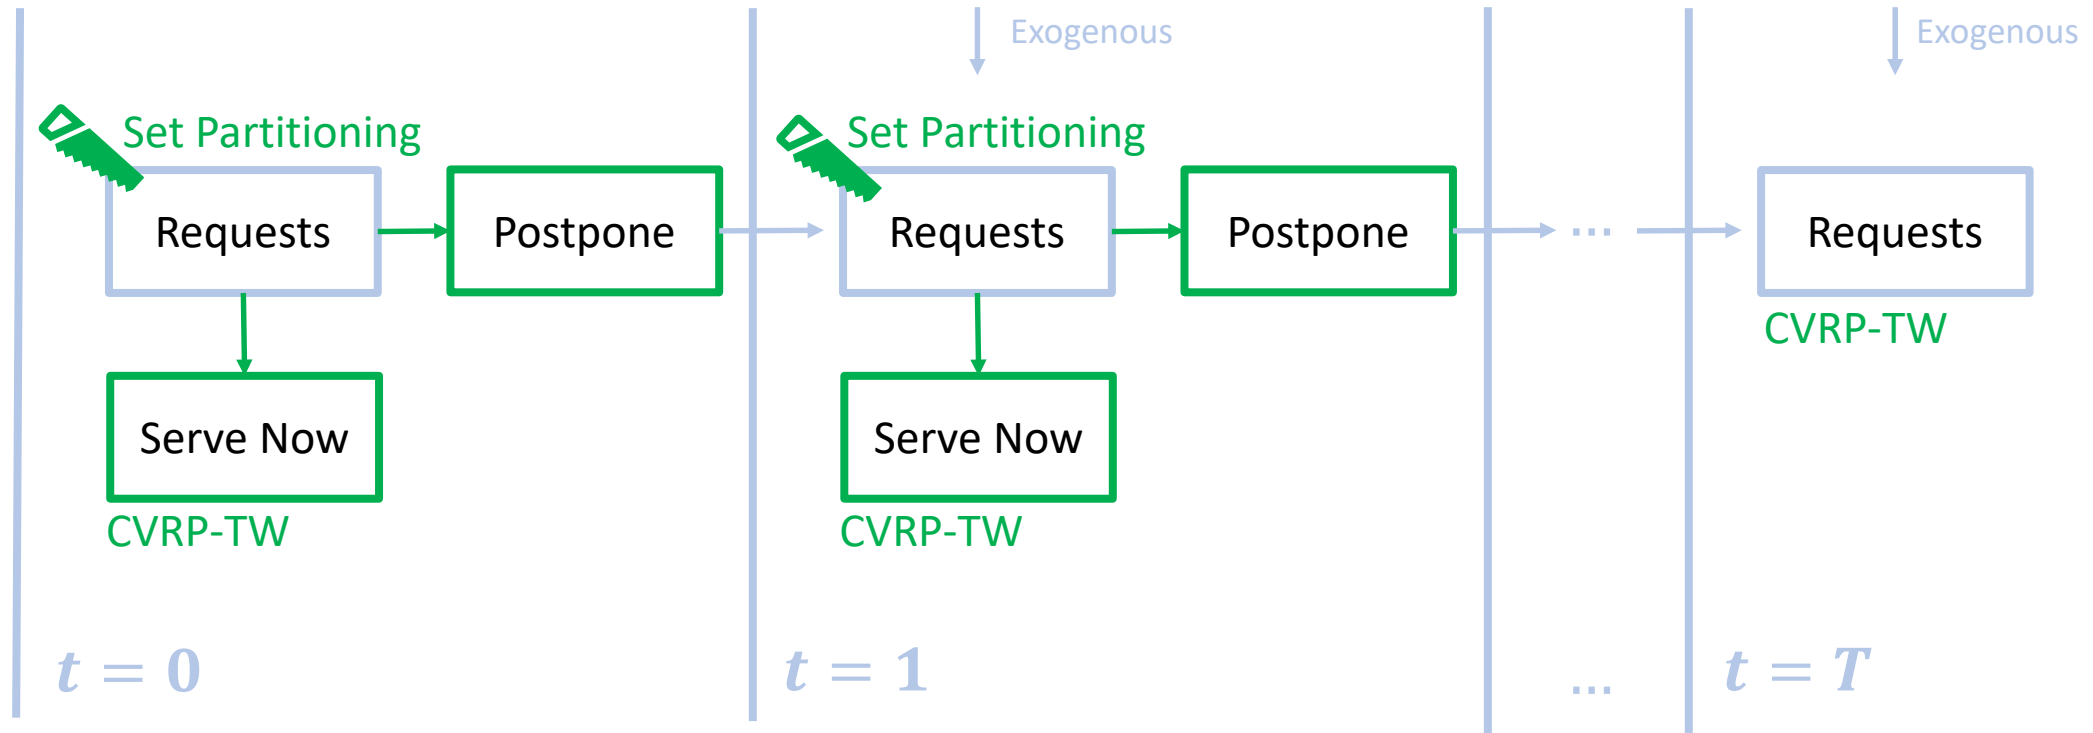 Exogenous
Exogenous
Set Partitioning
Set Partitioning
Requests
Postpone
Requests
Postpone
...
Requests
CVRP-TW
Serve Now
Serve Now
CVRP-TW
CVRP-TW
t = 0
t = 1
...
t = T